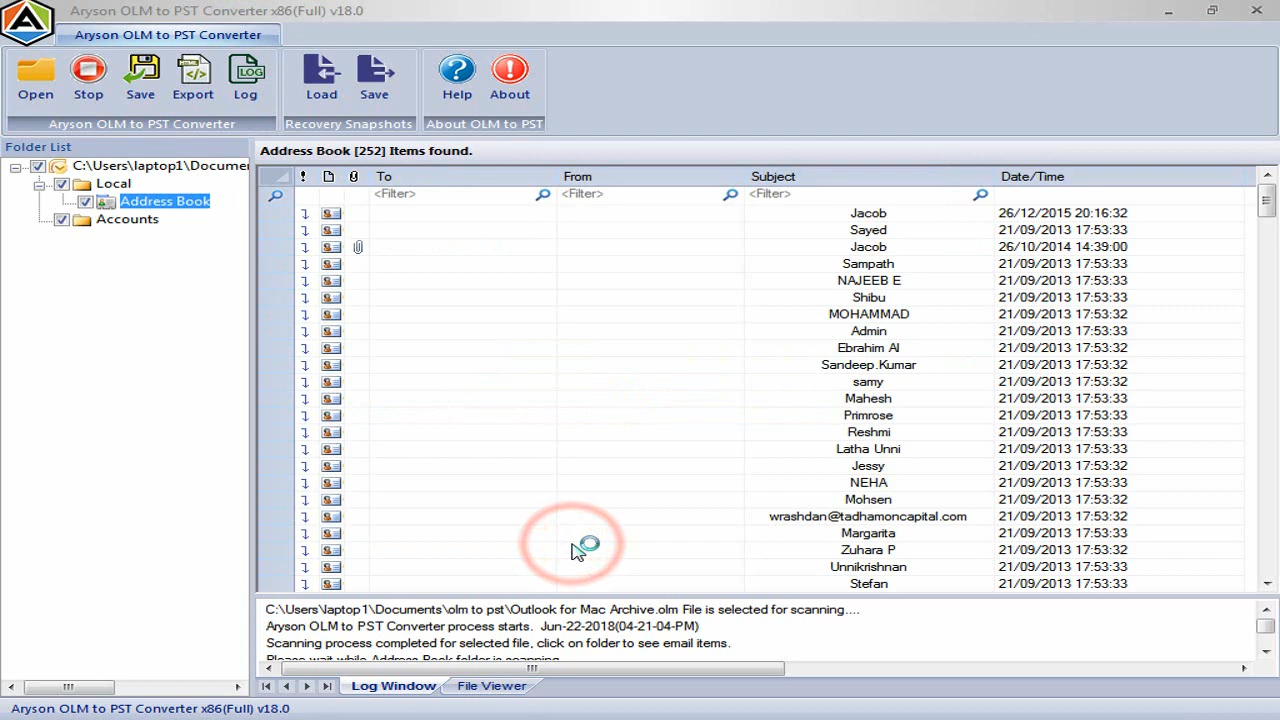 Aryson OLM to PST Converter x86(Full) v18.0
Aryson OLM to PST Converter
Open Stop Save Export Log Load Save Help About
Aryson OLM to PST Converter Recovery Snapshots About OLM to PST
Folder List
C:\Users\laptop1\Documer
Local
Address Book
Accounts
Address Book [252] Items found.
! To From Subject Date/Time
<Filter> <Filter> <Filter>
Jacob 26/12/2015 20:16:32
Sayed 21/09/2013 17:53:33
Jacob 26/10/2014 14:39:00
Sampath 21/09/2013 17:53:33
NAJEEB E 21/09/2013 17:53:33
Shibu 21/09/2013 17:53:33
MOHAMMAD 21/09/2013 17:53:32
Admin 21/09/2013 17:53:33
Ebrahim Al 21/09/2013 17:53:32
Sandeep.Kumar 21/09/2013 17:53:33
samy 21/09/2013 17:53:32
Mahesh 21/09/2013 17:53:32
Primrose 21/09/2013 17:53:33
Reshmi 21/09/2013 17:53:33
Latha Unni 21/09/2013 17:53:33
Jessy 21/09/2013 17:53:32
NEHA 21/09/2013 17:53:33
Mohsen 21/09/2013 17:53:32
wrashdan@tadhamoncapital.com 21/09/2013 17:53:32
Margarita 21/09/2013 17:53:33
Zuhara P 21/09/2013 17:53:32
Unnikrishnan 21/09/2013 17:53:33
Stefan 21/09/2013 17:53:33
C:\Users\laptop1\Documents\olm to pst\Outlook for Mac Archive.olm File is selected for scanning....
Aryson OLM to PST Converter process starts. Jun-22-2018(04-21-04-PM)
Scanning process completed for selected file, click on folder to see email items.
Please wait while Address Book folder is scanning
Log Window File Viewer
Aryson OLM to PST Converter x86(Full) v18.0